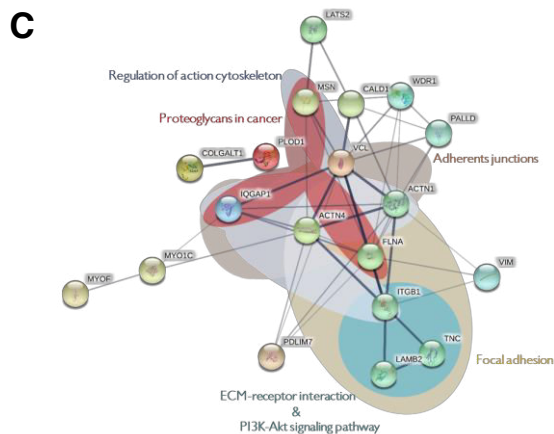 C
LATS2
Regulation of action cytoskeleton
MSN
CALD1
WDR1
Proteoglycans in cancer
PALLD
PLOD1
VCL
COLGALT1
Adherents junctions
IQGAP1
ACTN1
ACTN4
FLNA
MYO1C
VIM
MYOF
ITGB1
PDLIM7
TNC
LAMB2
Focal adhesion
ECM-receptor interaction
&
PI3K-Akt signaling pathway